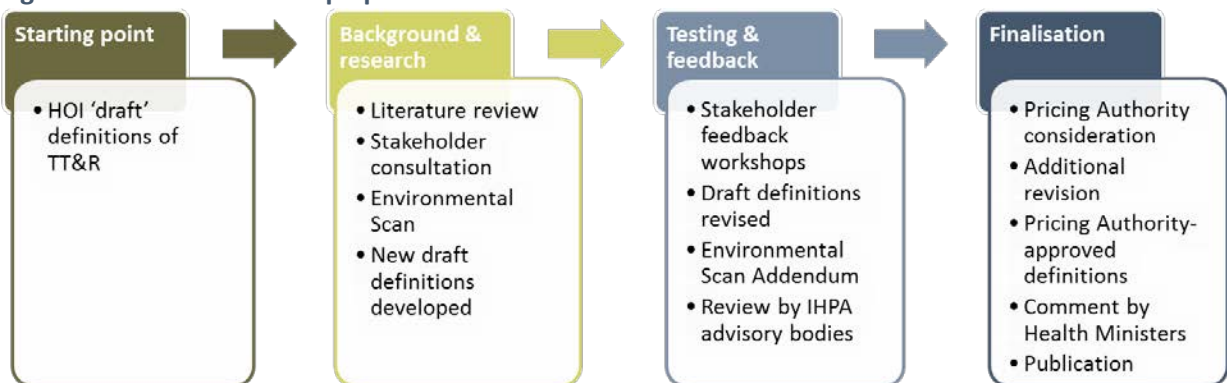 Starting point
• HOI ‘draft’
definitions of
TT&R
Background &
research
• Literature review
• Stakeholder
consultation
• Environmental
Scan
• New draft
definitions
developed
Testing &
feedback
• Stakeholder
feedback
workshops
• Draft definitions
revised
• Environmental
Scan Addendum
• Review by IHPA
advisory bodies
Finalisation
• Pricing Authority
consideration
• Additional
revision
• Pricing Authority-
approved
definitions
• Comment by
Health Ministers
• Publication